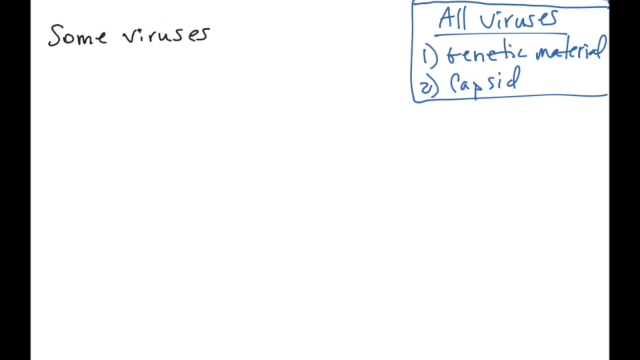 Some viruses
All viruses
1) Genetic material
2) Capsid